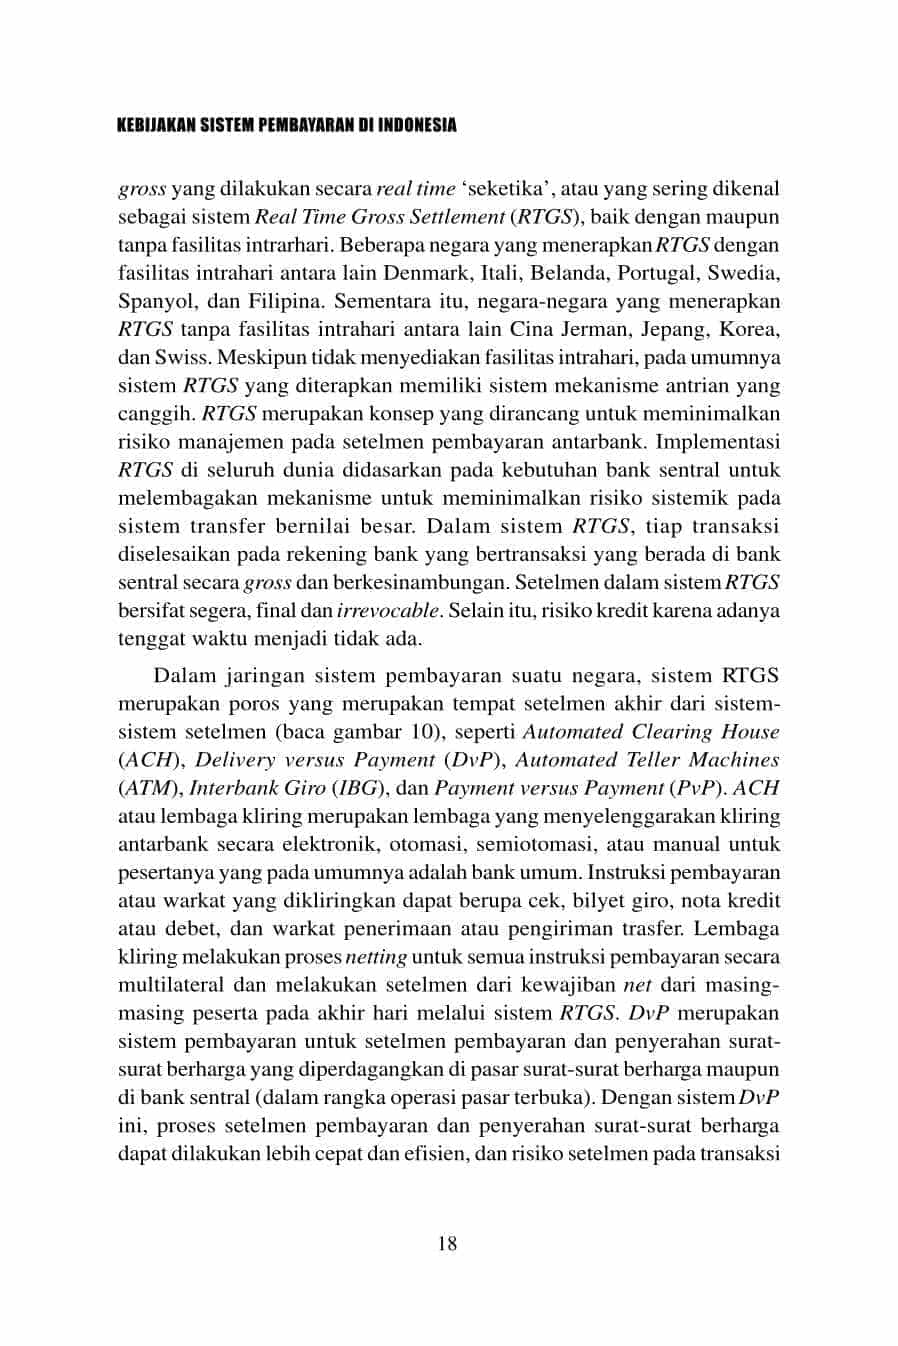 KEBIJAKAN SISTEM PEMBAYARAN DI INDONESIA
gross yang dilakukan secara real time ‘seketika’, atau yang sering dikenal
sebagai sistem Real Time Gross Settlement (RTGS), baik dengan maupun
tanpa fasilitas intrarhari. Beberapa negara yang menerapkan RTGS dengan
fasilitas intrahari antara lain Denmark, Itali, Belanda, Portugal, Swedia,
Spanyol, dan Filipina. Sementara itu, negara-negara yang menerapkan
RTGS tanpa fasilitas intrahari antara lain Cina Jerman, Jepang, Korea,
dan Swiss. Meskipun tidak menyediakan fasilitas intrahari, pada umumnya
sistem RTGS yang diterapkan memiliki sistem mekanisme antrian yang
canggih. RTGS merupakan konsep yang dirancang untuk meminimalkan
risiko manajemen pada setelmen pembayaran antarbank. Implementasi
RTGS di seluruh dunia didasarkan pada kebutuhan bank sentral untuk
melembagakan mekanisme untuk meminimalkan risiko sistemik pada
sistem transfer bernilai besar. Dalam sistem RTGS, tiap transaksi
diselesaikan pada rekening bank yang bertransaksi yang berada di bank
sentral secara gross dan berkesinambungan. Setelmen dalam sistem RTGS
bersifat segera, final dan irrevocable. Selain itu, risiko kredit karena adanya
tenggat waktu menjadi tidak ada.
Dalam jaringan sistem pembayaran suatu negara, sistem RTGS
merupakan poros yang merupakan tempat setelmen akhir dari sistem-
sistem setelmen (baca gambar 10), seperti Automated Clearing House
(ACH), Delivery versus Payment (DvP), Automated Teller Machines
(ATM), Interbank Giro (IBG), dan Payment versus Payment (PvP). ACH
atau lembaga kliring merupakan lembaga yang menyelenggarakan kliring
antarbank secara elektronik, otomasi, semiotomasi, atau manual untuk
pesertanya yang pada umumnya adalah bank umum. Instruksi pembayaran
atau warkat yang dikliringkan dapat berupa cek, bilyet giro, nota kredit
atau debet, dan warkat penerimaan atau pengiriman trasfer. Lembaga
kliring melakukan proses netting untuk semua instruksi pembayaran secara
multilateral dan melakukan setelmen dari kewajiban net dari masing-
masing peserta pada akhir hari melalui sistem RTGS. DvP merupakan
sistem pembayaran untuk setelmen pembayaran dan penyerahan surat-
surat berharga yang diperdagangkan di pasar surat-surat berharga maupun
di bank sentral (dalam rangka operasi pasar terbuka). Dengan sistem DvP
ini, proses setelmen pembayaran dan penyerahan surat-surat berharga
dapat dilakukan lebih cepat dan efisien, dan risiko setelmen pada transaksi
18